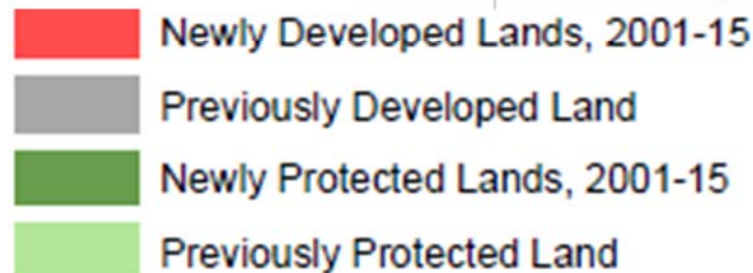 Newly Developed Lands, 2001-15
Previously Developed Land
Newly Protected Lands, 2001-15
Previously Protected Land